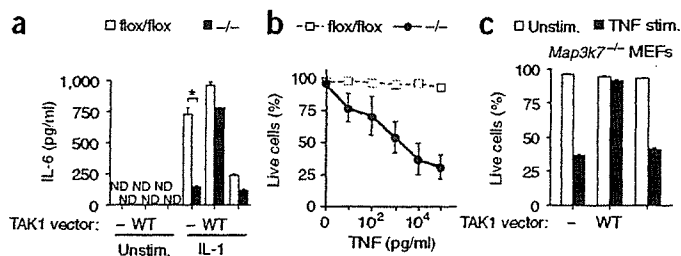 a
flox/flox
–/–
IL-6 (pg/ml)
1,000
750
500
250
0
*
ND ND ND
ND ND ND
TAK1 vector:
– WT
– WT
Unstim.
IL-1
b
flox/flox
–/–
Live cells (%)
100
75
50
25
0
0
10²
10⁴
TNF (pg/ml)
c
Unstim.
TNF stim.
Map3k7⁻/⁻ MEFs
Live cells (%)
100
75
50
25
0
TAK1 vector:
– WT